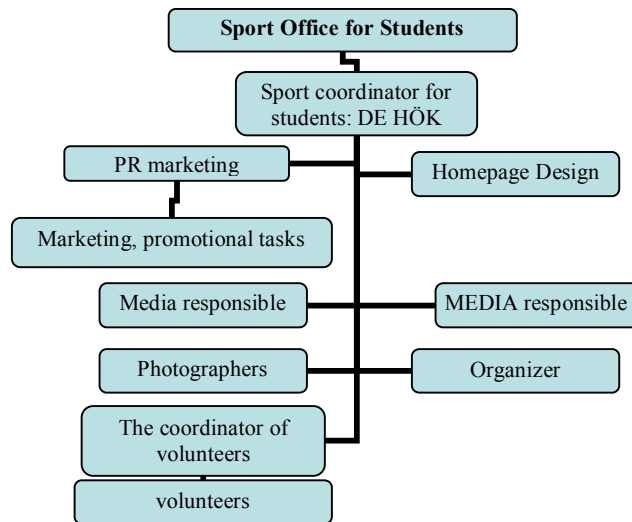 Sport Office for Students
Sport coordinator for
students: DE HÖK
PR marketing
Homepage Design
Marketing, promotional tasks
Media responsible
MEDIA responsible
Photographers
Organizer
The coordinator of
volunteers
volunteers